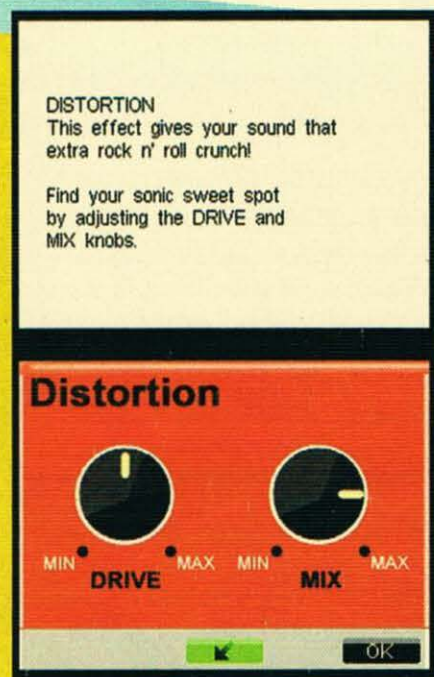 DISTORTION
This effect gives your sound that
extra rock n' roll crunch!
Find your sonic sweet spot
by adjusting the DRIVE and
MIX knobs.
Distortion
MIN MAX MIN MAX
DRIVE MIX
OK